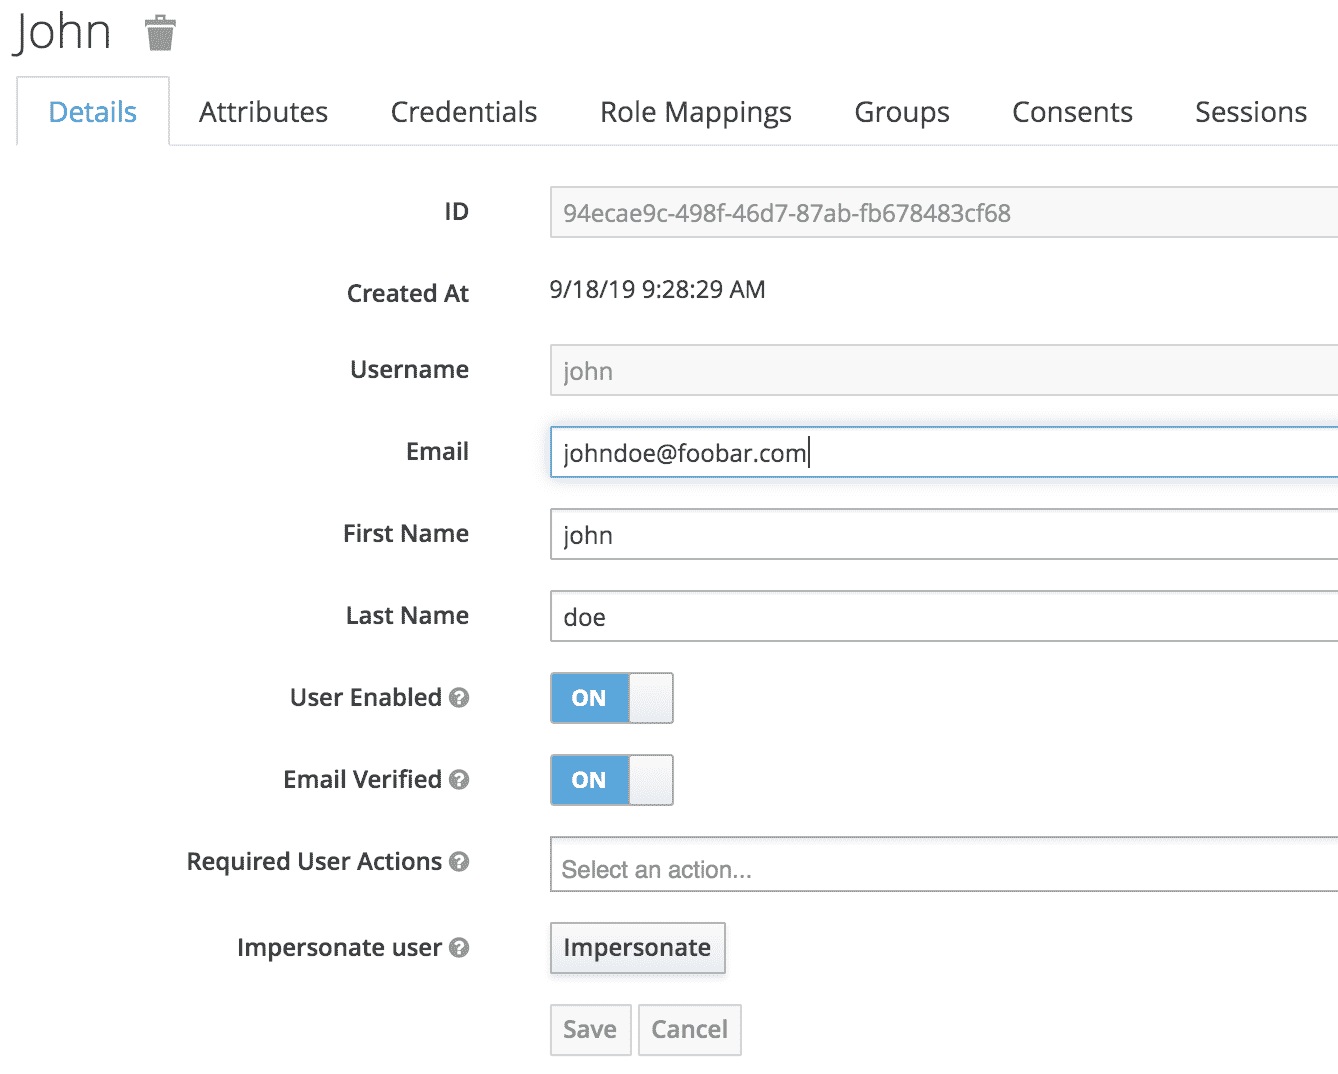 John
Details Attributes Credentials Role Mappings Groups Consents Sessions
ID 94ecae9c-498f-46d7-87ab-fb678483cf68
Created At 9/18/19 9:28:29 AM
Username john
Email johndoe@foobar.com
First Name john
Last Name doe
User Enabled ? ON
Email Verified ? ON
Required User Actions ? Select an action...
Impersonate user ? Impersonate
Save Cancel